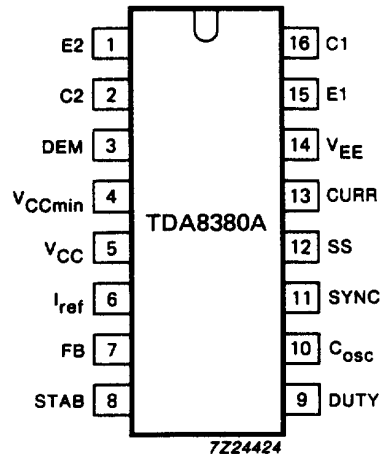 E2 1 16 C1
C2 2 15 E1
DEM 3 14 VEE
VCCmin 4 13 CURR
TDA8380A
VCC 5 12 SS
Iref 6 11 SYNC
FB 7 10 Cosc
STAB 8 9 DUTY
7Z24424